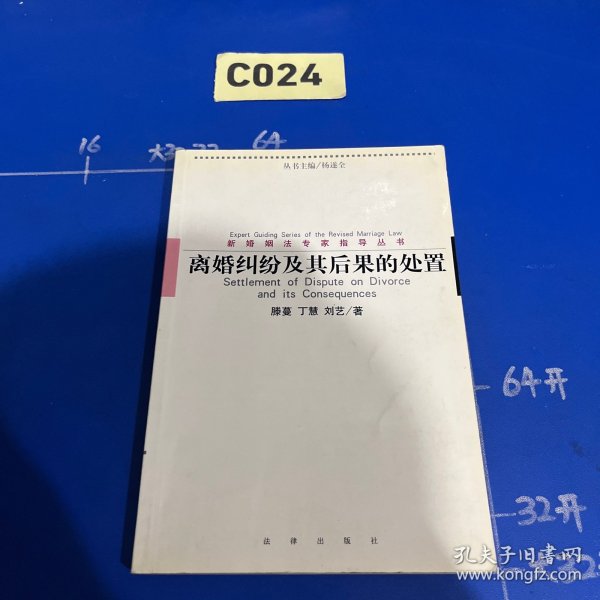 C024
16
大32
64
丛书主编/杨遂全
Expert Guiding Series of the Revised Marriage Law
新婚姻法专家指导丛书
离婚纠纷及其后果的处置
Settlement of Dispute on Divorce
and its Consequences
滕蔓 丁慧 刘艺/著
64开
32开
法律出版社
孔夫子旧书网
www.kongfz.com